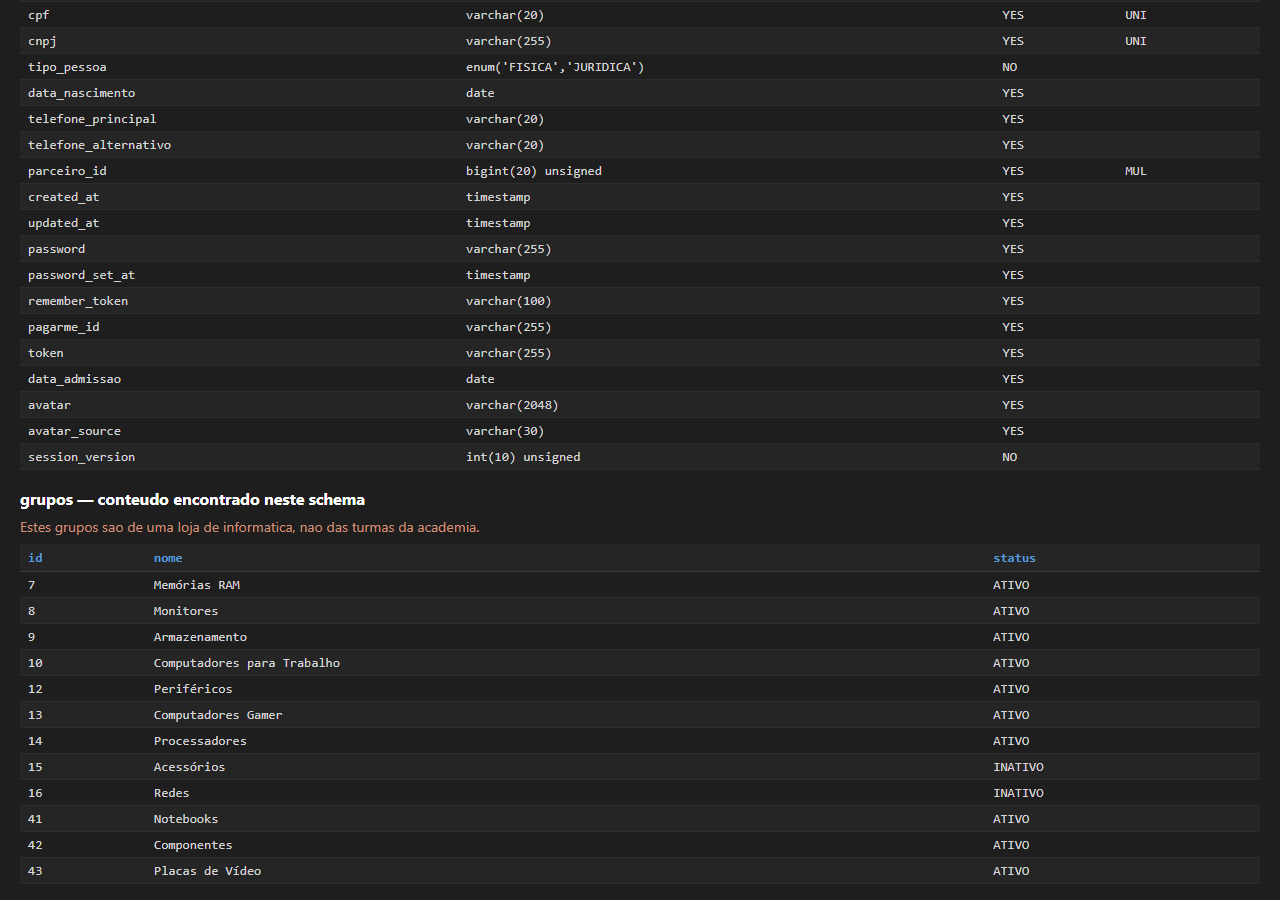 cpf varchar(20) YES UNI
cnpj varchar(255) YES UNI
tipo_pessoa enum('FISICA','JURIDICA') NO
data_nascimento date YES
telefone_principal varchar(20) YES
telefone_alternativo varchar(20) YES
parceiro_id bigint(20) unsigned YES MUL
created_at timestamp YES
updated_at timestamp YES
password varchar(255) YES
password_set_at timestamp YES
remember_token varchar(100) YES
pagarme_id varchar(255) YES
token varchar(255) YES
data_admissao date YES
avatar varchar(2048) YES
avatar_source varchar(30) YES
session_version int(10) unsigned NO
grupos — conteudo encontrado neste schema
Estes grupos sao de uma loja de informatica, nao das turmas da academia.
id nome status
7 Memórias RAM ATIVO
8 Monitores ATIVO
9 Armazenamento ATIVO
10 Computadores para Trabalho ATIVO
12 Periféricos ATIVO
13 Computadores Gamer ATIVO
14 Processadores ATIVO
15 Acessórios INATIVO
16 Redes INATIVO
41 Notebooks ATIVO
42 Componentes ATIVO
43 Placas de Vídeo ATIVO